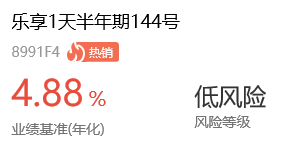 乐享1天半年期144号
8991F4 热销
4.88% 低风险
业绩基准(年化) 风险等级